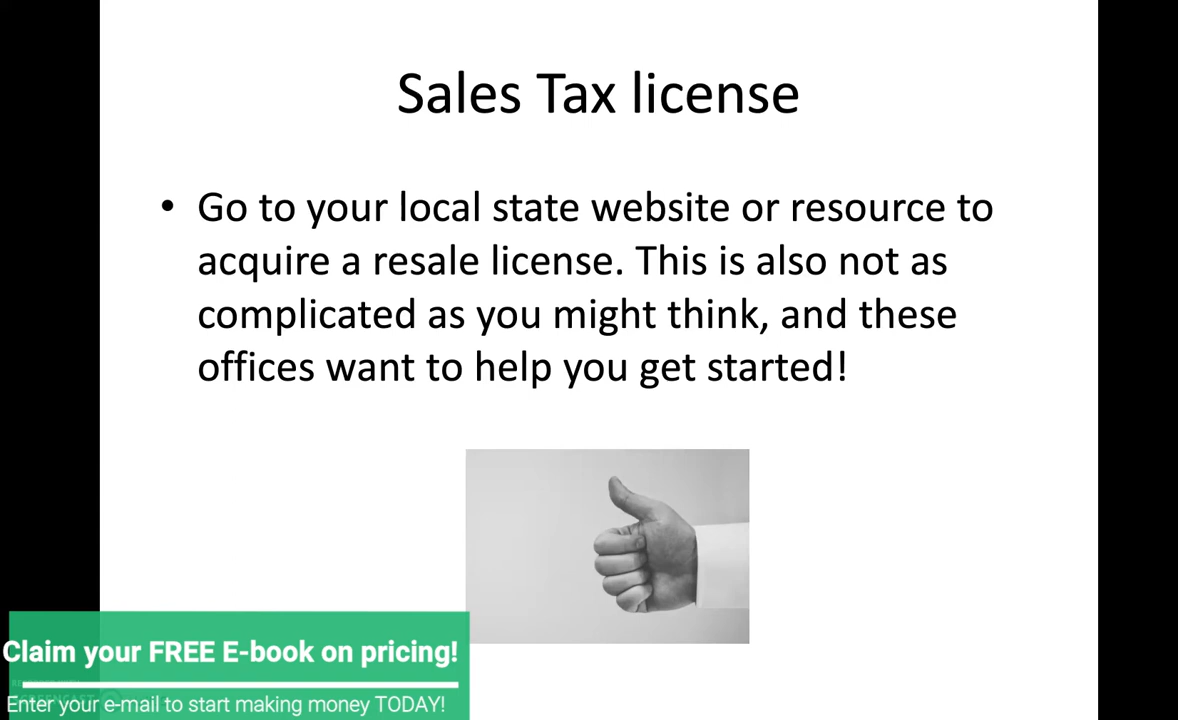 Sales Tax license
• Go to your local state website or resource to
acquire a resale license. This is also not as
complicated as you might think, and these
offices want to help you get started!
Claim your FREE E-book on pricing!
SCREENCAST
Enter your e-mail to start making money TODAY!